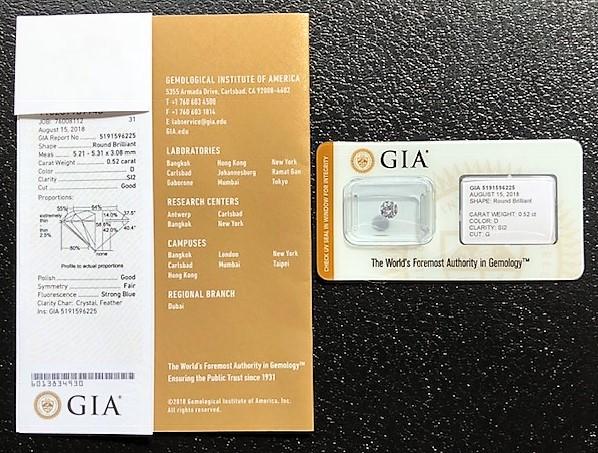 JOB: 76008112 31
August 15, 2018
GIA Report No. 5191596225
Shape Round Brilliant
Meas. 5.21 - 5.31 x 3.08 mm
Carat Weight 0.52 carat
Color D
Clarity SI2
Cut Good
Proportions:
55% 64%
extremely thin 14.0% 37.5°
thin 58.6% 42.0% 40.4°
2.5%
80% none
Profile to actual proportions
Polish Good
Symmetry Fair
Fluorescence Strong Blue
Clarity Char: Crystal, Feather
Ins: GIA 5191596225
6013834930
GIA®
GEMOLOGICAL INSTITUTE OF AMERICA
5355 Armada Drive, Carlsbad, CA 92008-4602
T +1 760 603 4500
F +1 760 603 1814
E labservice@gia.edu
GIA.edu
LABORATORIES
Bangkok Hong Kong New York
Carlsbad Johannesburg Ramat Gan
Gaborone Mumbai Tokyo
RESEARCH CENTERS
Antwerp Carlsbad
Bangkok New York
CAMPUSES
Bangkok London New York
Carlsbad Mumbai Taipei
Hong Kong
REGIONAL BRANCH
Dubai
The World's Foremost Authority in Gemology™
Ensuring the Public Trust since 1931
©2018 Gemological Institute of America, Inc.
All rights reserved.
CHECK UV SEAL IN WINDOW FOR INTEGRITY
GIA®
GIA 5191596225
AUGUST 15, 2018
SHAPE: Round Brilliant
CARAT WEIGHT: 0.52 ct
COLOR: D
CLARITY: SI2
CUT: G
The World's Foremost Authority in Gemology™